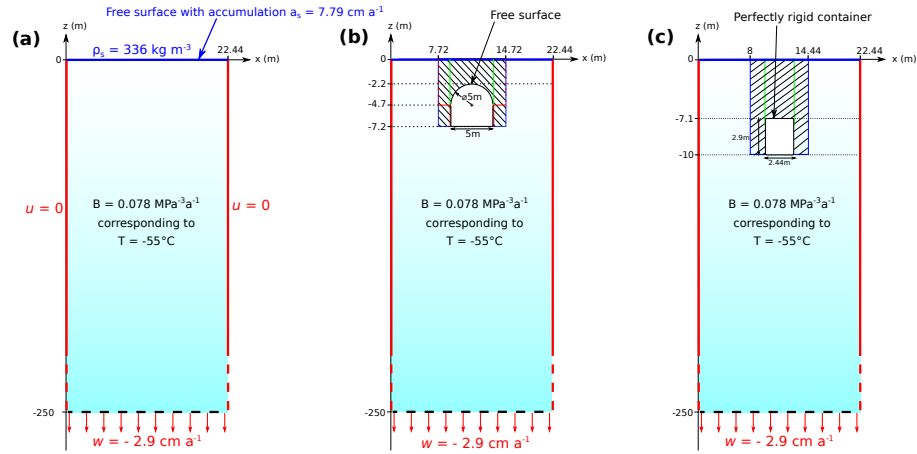 Free surface with accumulation aₛ = 7.79 cm a⁻¹
(a)
z (m)
ρₛ = 336 kg m⁻³
22.44
0
x (m)
u = 0
u = 0
B = 0.078 MPa⁻³a⁻¹
corresponding to
T = -55°C
-250
w = - 2.9 cm a⁻¹
(b)
z (m)
Free surface
7.72
14.72
22.44
0
x (m)
-2.2
⌀5m
-4.7
-7.2
5m
B = 0.078 MPa⁻³a⁻¹
corresponding to
T = -55°C
-250
w = - 2.9 cm a⁻¹
(c)
z (m)
Perfectly rigid container
8
14.44
22.44
0
x (m)
-7.1
2.9m
-10
2.44m
B = 0.078 MPa⁻³a⁻¹
corresponding to
T = -55°C
-250
w = - 2.9 cm a⁻¹